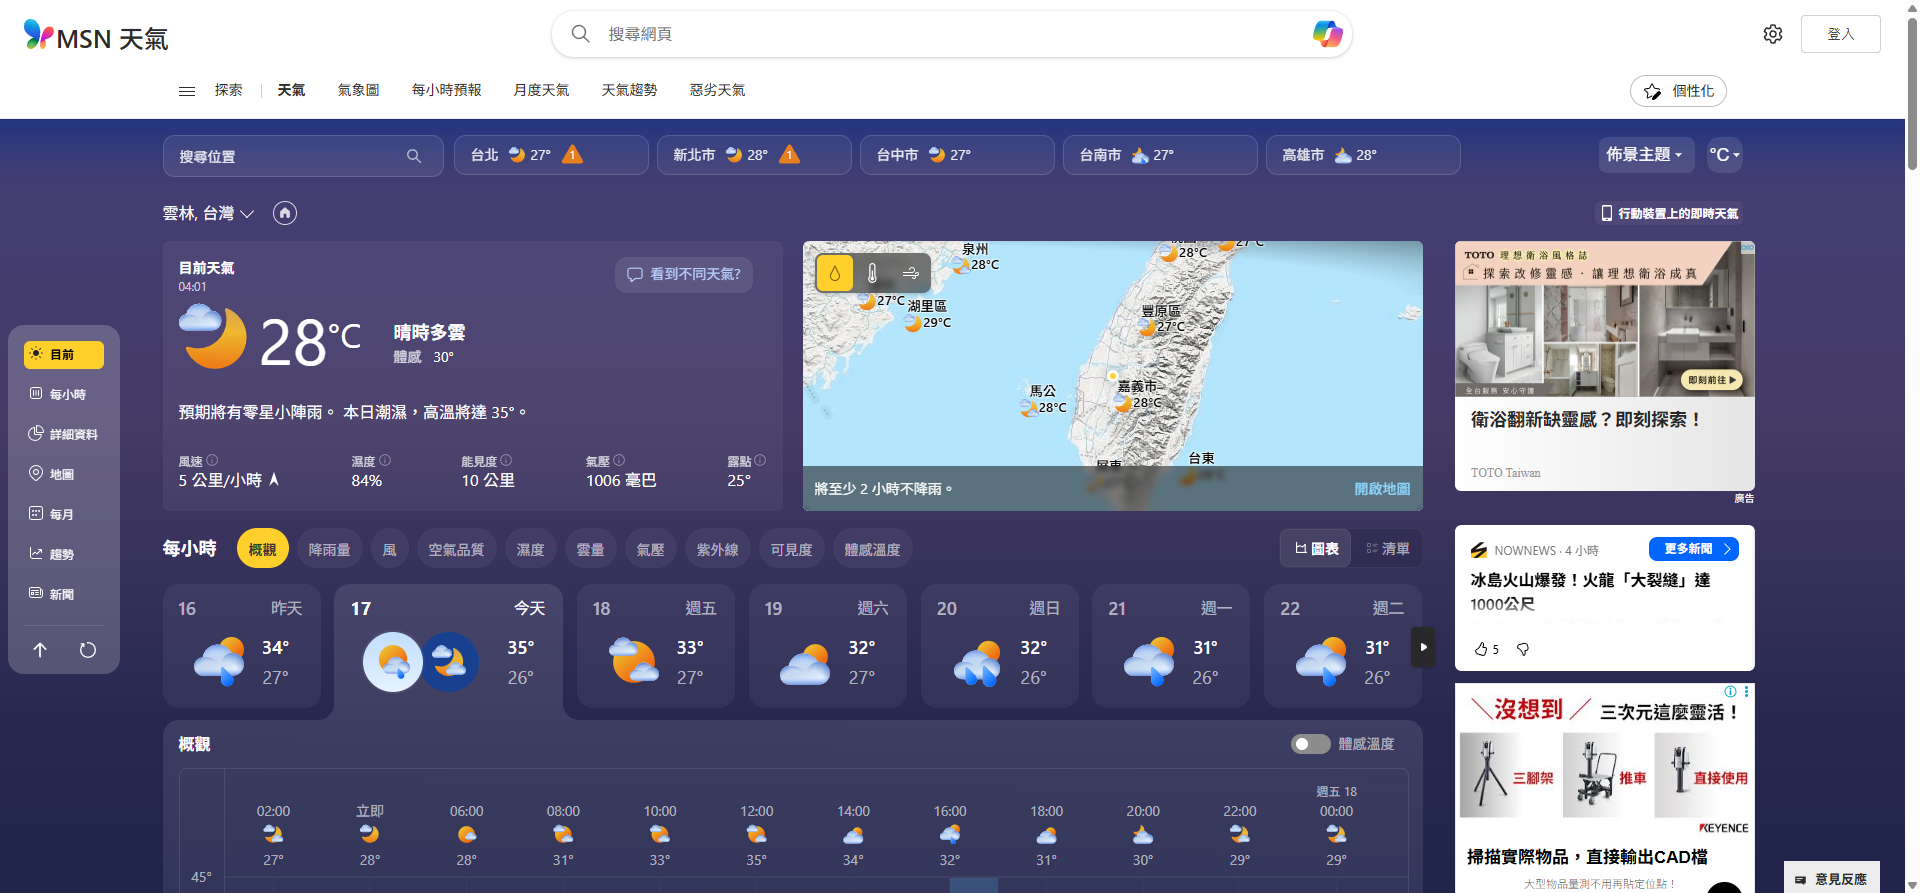 MSN 天氣
搜尋網頁
登入
探索
天氣
氣象圖
每小時預報
月度天氣
天氣趨勢
惡劣天氣
個性化
搜尋位置
台北 27° 1
新北市 28° 1
台中市 27°
台南市 27°
高雄市 28°
佈景主題
°C
雲林, 台灣
行動裝置上的即時天氣
目前
每小時
詳細資料
地圖
每月
趨勢
新聞
目前天氣
04:01
看到不同天氣?
28°C
晴時多雲
體感 30°
預期將有零星小陣雨。 本日潮濕，高溫將達 35°。
風速
5 公里/小時
濕度
84%
能見度
10 公里
氣壓
1006 毫巴
露點
25°
泉州
28°C
28°C
27°C
27°C
湖里區
29°C
豐原區
27°C
馬公
28°C
嘉義市
28°C
屏東
台東
將至少 2 小時不降雨。
開啟地圖
TOTO 理想衛浴風格誌
探索改修靈感 · 讓理想衛浴成真
全台服務 安心守護
即刻前往▶
衛浴翻新缺靈感？即刻探索！
TOTO Taiwan
廣告
每小時
概觀
降雨量
風
空氣品質
濕度
雲量
氣壓
紫外線
可見度
體感溫度
圖表
清單
16 昨天
34°
27°
17 今天
35°
26°
18 週五
33°
27°
19 週六
32°
27°
20 週日
32°
26°
21 週一
31°
26°
22 週二
31°
26°
概觀
體感溫度
週五 18
02:00
立即
06:00
08:00
10:00
12:00
14:00
16:00
18:00
20:00
22:00
00:00
27°
28°
28°
31°
33°
35°
34°
32°
31°
30°
29°
29°
45°
NOWNEWS · 4 小時
更多新聞
冰島火山爆發！火龍「大裂縫」達
1000公尺
5
沒想到
三次元這麼靈活！
三腳架
推車
直接使用
KEYENCE
掃描實際物品，直接輸出CAD檔
大型物品量測不用再貼定位點！
意見反應